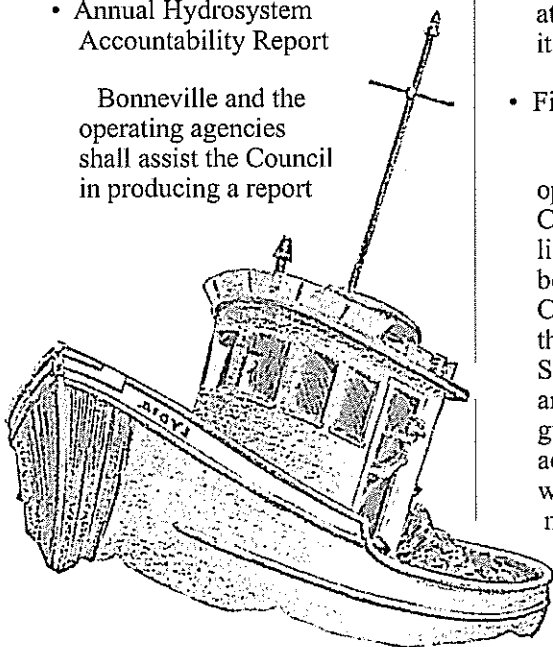 • Annual Hydrosystem
Accountability Report
Bonneville and the
operating agencies
shall assist the Council
in producing a report
at
it
• Fi
op
C
li
be
C
th
S
ar
g
ac
w